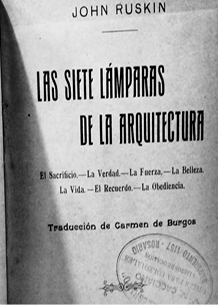 JOHN RUSKIN
LAS SIETE LÁMPARAS
DE LA ARQUITECTURA
El Sacrificio.—La Verdad.—La Fuerza,—La Belleza.
La Vida.—El Recuerdo.—La Obediencia.
Traducción de Carmen de Burgos